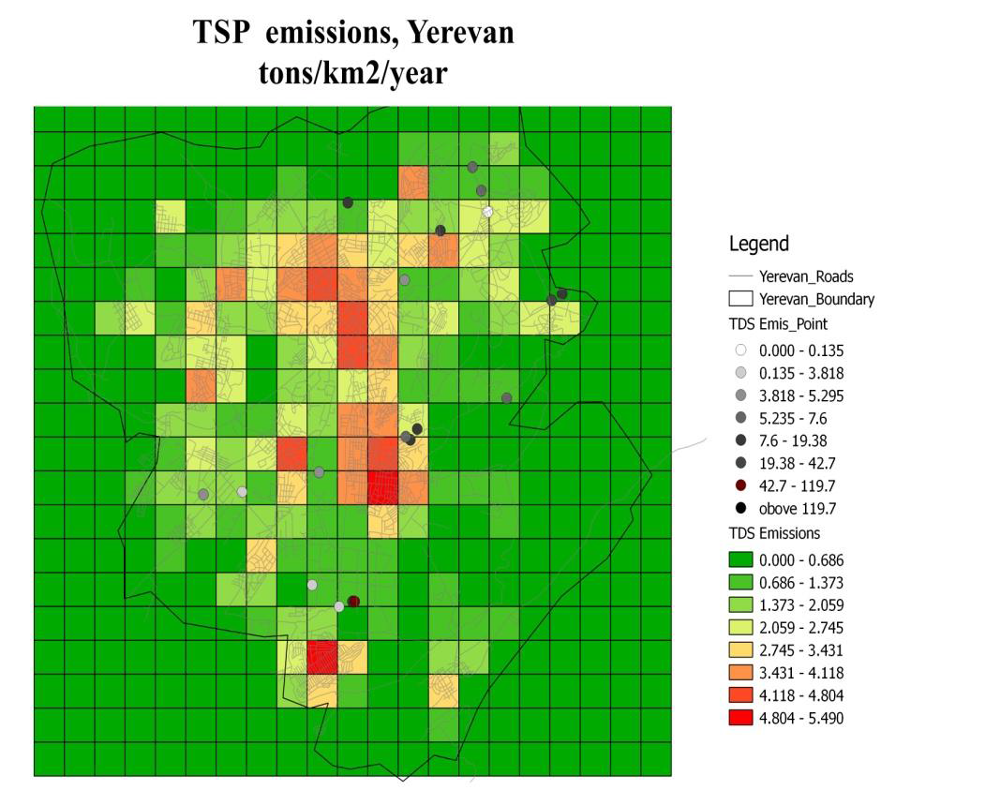 TSP emissions, Yerevan
tons/km2/year
Legend
Yerevan_Roads
Yerevan_Boundary
TDS Emis_Point
0.000 - 0.135
0.135 - 3.818
3.818 - 5.295
5.235 - 7.6
7.6 - 19.38
19.38 - 42.7
42.7 - 119.7
obove 119.7
TDS Emissions
0.000 - 0.686
0.686 - 1.373
1.373 - 2.059
2.059 - 2.745
2.745 - 3.431
3.431 - 4.118
4.118 - 4.804
4.804 - 5.490